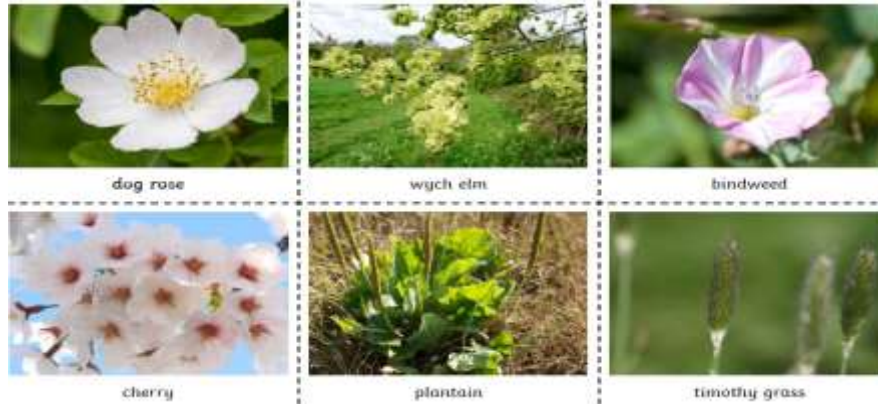 dog rose
wych elm
bindweed
cherry
plantain
timothy grass